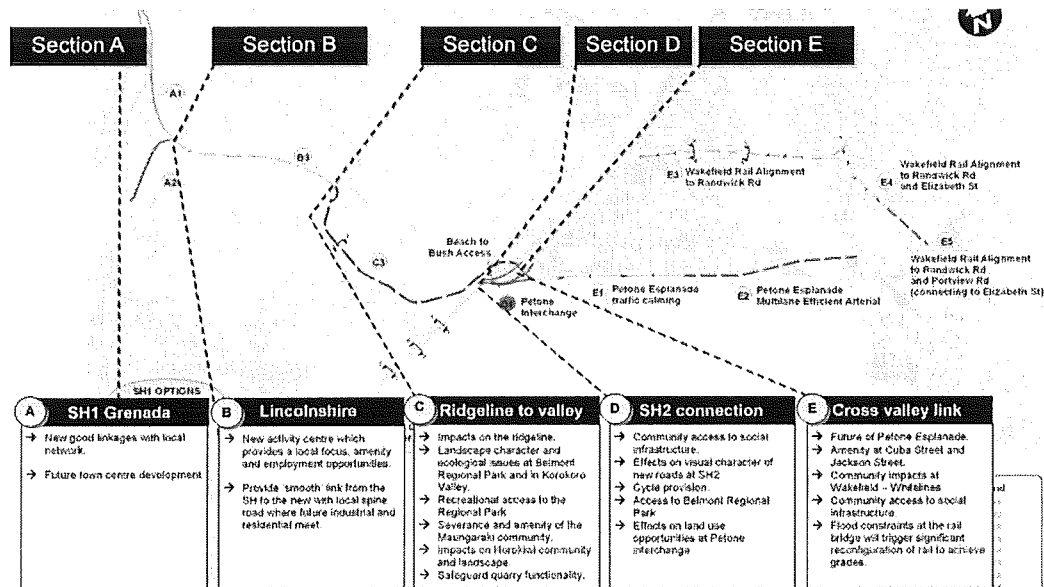 N
Section A
Section B
Section C
Section D
Section E
A1
B3
A2
C3
Beach to
Bush Access
Petone
Interchange
E1
Petone Esplanade
traffic calming
E2
Petone Esplanade
Multilane Efficient Arterial
E3
Wakefield Rail Alignment
to Randwick Rd
E4
Wakefield Rail Alignment
to Randwick Rd
and Elizabeth St
E5
Wakefield Rail Alignment
to Randwick Rd
and Portview Rd
(connecting to Elizabeth St)
SH1 OPTIONS
A
SH1 Grenada
→ New good linkages with local
network.
→ Future town centre development
B
Lincolnshire
→ New activity centre which
provides a local focus, amenity
and employment opportunities.
→ Provide 'smooth' link from the
SH to the new with local spine
road where future industrial and
residential meet.
C
Ridgeline to valley
→ Impacts on the ridgeline.
→ Landscape character and
ecological issues at Belmont
Regional Park and in Korokoro
Valley.
→ Recreational access to the
Regional Park
→ Severance and amenity of the
Maungaraki community.
→ Impacts on Horokiwi community
and landscape
→ Safeguard quarry functionality.
D
SH2 connection
→ Community access to social
infrastructure.
→ Effects on visual character of
new roads at SH2
→ Cycle provision.
→ Access to Belmont Regional
Park
→ Effects on land use
opportunities at Petone
interchange
E
Cross valley link
→ Future of Petone Esplanade.
→ Amenity at Cuba Street and
Jackson Street.
→ Community impacts at
Wakefield – Whitelines
→ Community access to social
infrastructure.
→ Flood constraints at the rail
bridge will trigger significant
reconfiguration of rail to achieve
grades.